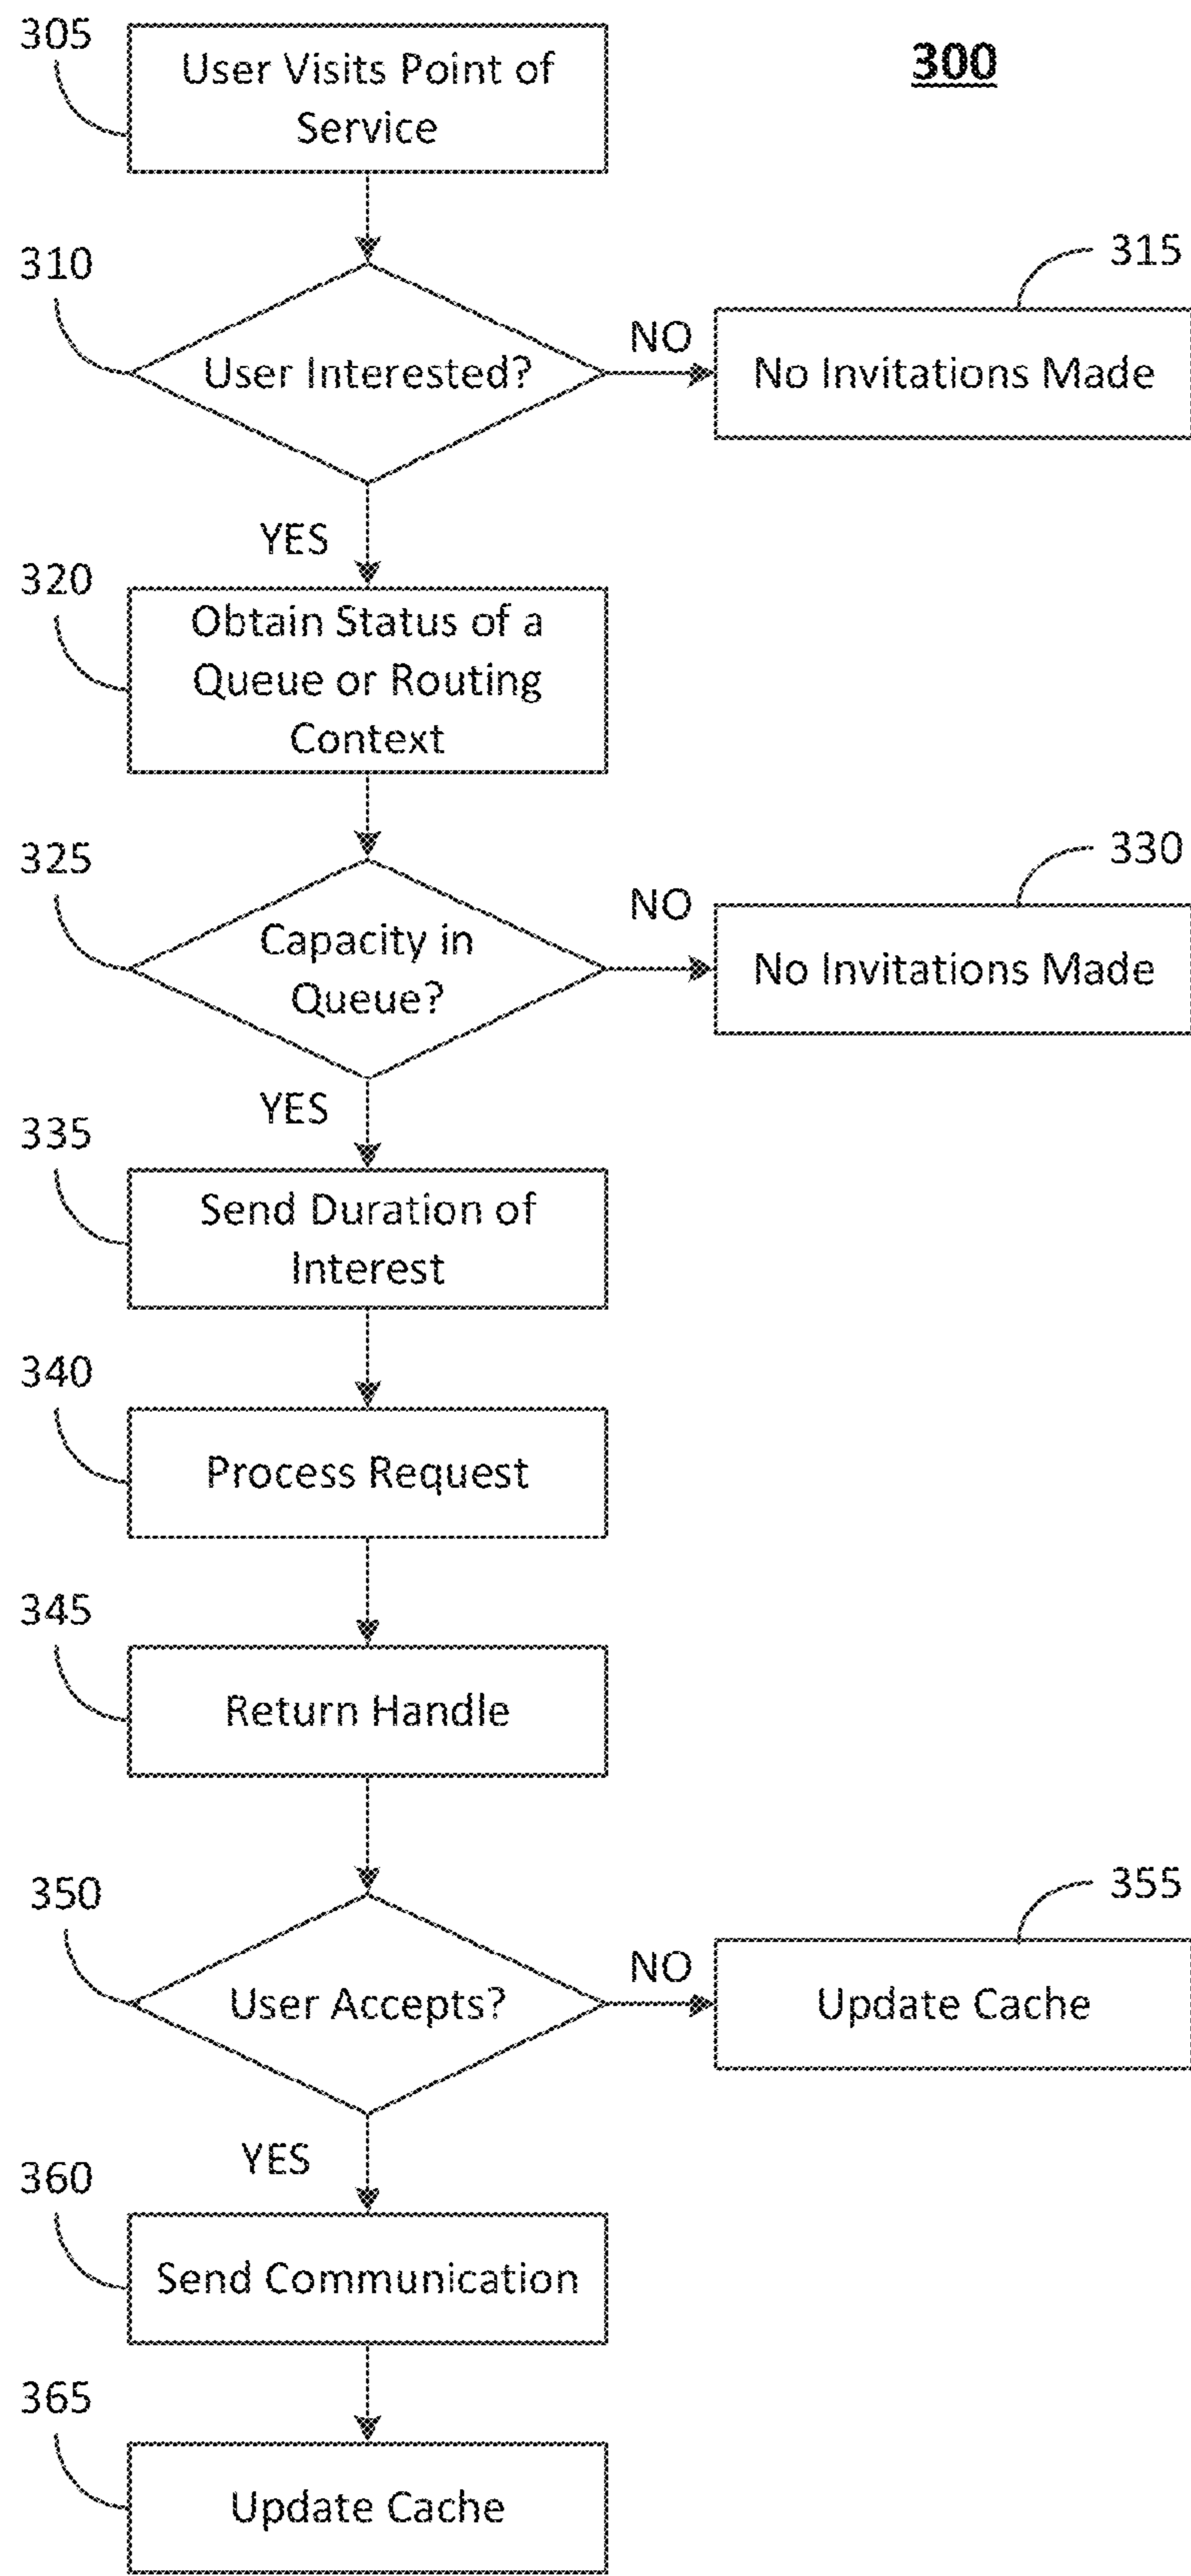 305
User Visits Point of
Service
300
310
User Interested?
NO
315
No Invitations Made
YES
320
Obtain Status of a
Queue or Routing
Context
325
Capacity in
Queue?
NO
330
No Invitations Made
YES
335
Send Duration of
Interest
340
Process Request
345
Return Handle
350
User Accepts?
NO
355
Update Cache
YES
360
Send Communication
365
Update Cache